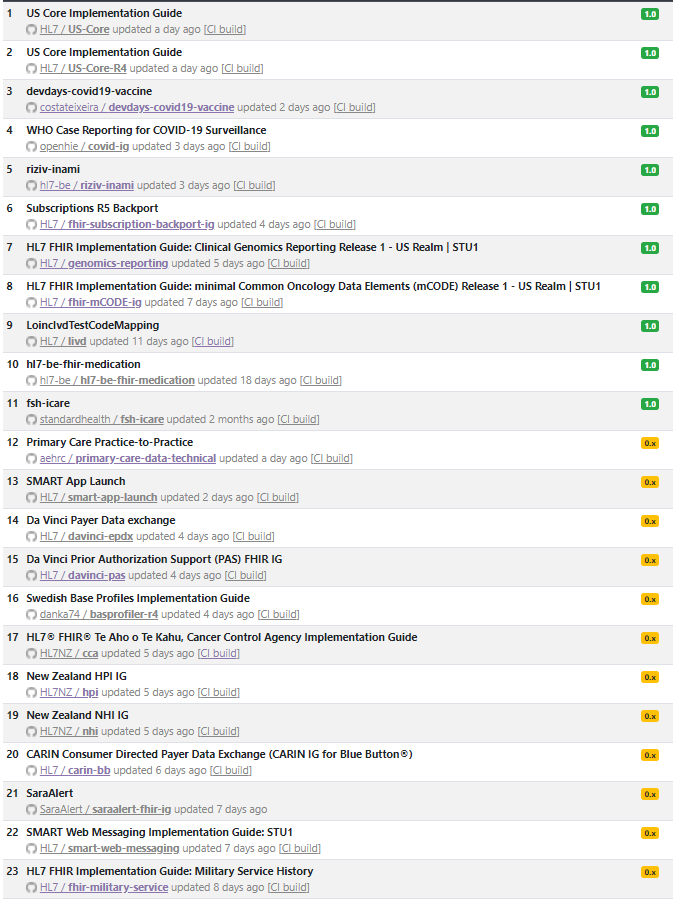 1 US Core Implementation Guide 1.0
HL7 / US-Core updated a day ago [CI build]
2 US Core Implementation Guide 1.0
HL7 / US-Core-R4 updated a day ago [CI build]
3 devdays-covid19-vaccine 1.0
costateixeira / devdays-covid19-vaccine updated 2 days ago [CI build]
4 WHO Case Reporting for COVID-19 Surveillance 1.0
openhie / covid-ig updated 3 days ago [CI build]
5 riziv-inami 1.0
hl7-be / riziv-inami updated 3 days ago [CI build]
6 Subscriptions R5 Backport 1.0
HL7 / fhir-subscription-backport-ig updated 4 days ago [CI build]
7 HL7 FHIR Implementation Guide: Clinical Genomics Reporting Release 1 - US Realm | STU1 1.0
HL7 / genomics-reporting updated 5 days ago [CI build]
8 HL7 FHIR Implementation Guide: minimal Common Oncology Data Elements (mCODE) Release 1 - US Realm | STU1 1.0
HL7 / fhir-mCODE-ig updated 7 days ago [CI build]
9 LoincIvdTestCodeMapping 1.0
HL7 / livd updated 11 days ago [CI build]
10 hl7-be-fhir-medication 1.0
hl7-be / hl7-be-fhir-medication updated 18 days ago [CI build]
11 fsh-icare 1.0
standardhealth / fsh-icare updated 2 months ago [CI build]
12 Primary Care Practice-to-Practice 0.x
aehrc / primary-care-data-technical updated a day ago [CI build]
13 SMART App Launch 0.x
HL7 / smart-app-launch updated 2 days ago [CI build]
14 Da Vinci Payer Data exchange 0.x
HL7 / davinci-epdx updated 4 days ago [CI build]
15 Da Vinci Prior Authorization Support (PAS) FHIR IG 0.x
HL7 / davinci-pas updated 4 days ago [CI build]
16 Swedish Base Profiles Implementation Guide 0.x
danka74 / basprofiler-r4 updated 4 days ago [CI build]
17 HL7® FHIR® Te Aho o Te Kahu, Cancer Control Agency Implementation Guide 0.x
HL7NZ / cca updated 5 days ago [CI build]
18 New Zealand HPI IG 0.x
HL7NZ / hpi updated 5 days ago [CI build]
19 New Zealand NHI IG 0.x
HL7NZ / nhi updated 5 days ago [CI build]
20 CARIN Consumer Directed Payer Data Exchange (CARIN IG for Blue Button®) 0.x
HL7 / carin-bb updated 6 days ago [CI build]
21 SaraAlert 0.x
SaraAlert / saraalert-fhir-ig updated 7 days ago
22 SMART Web Messaging Implementation Guide: STU1 0.x
HL7 / smart-web-messaging updated 7 days ago [CI build]
23 HL7 FHIR Implementation Guide: Military Service History 0.x
HL7 / fhir-military-service updated 8 days ago [CI build]